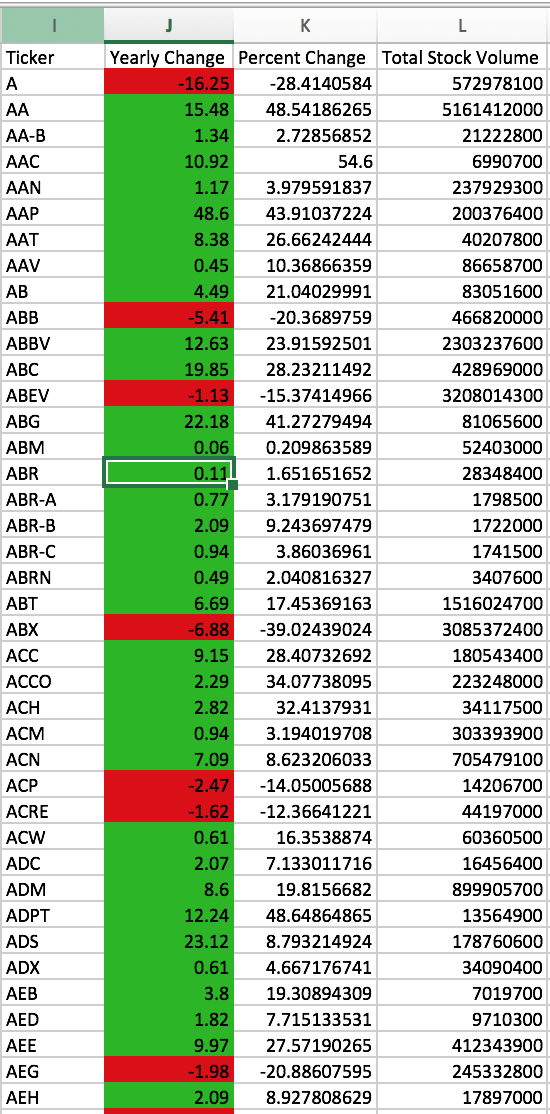 I J K L
Ticker Yearly Change Percent Change Total Stock Volume
A -16.25 -28.4140584 572978100
AA 15.48 48.54186265 5161412000
AA-B 1.34 2.72856852 21222800
AAC 10.92 54.6 6990700
AAN 1.17 3.979591837 237929300
AAP 48.6 43.91037224 200376400
AAT 8.38 26.66242444 40207800
AAV 0.45 10.36866359 86658700
AB 4.49 21.04029991 83051600
ABB -5.41 -20.3689759 466820000
ABBV 12.63 23.91592501 2303237600
ABC 19.85 28.23211492 428969000
ABEV -1.13 -15.37414966 3208014300
ABG 22.18 41.27279494 81065600
ABM 0.06 0.209863589 52403000
ABR 0.11 1.651651652 28348400
ABR-A 0.77 3.179190751 1798500
ABR-B 2.09 9.243697479 1722000
ABR-C 0.94 3.86036961 1741500
ABRN 0.49 2.040816327 3407600
ABT 6.69 17.45369163 1516024700
ABX -6.88 -39.02439024 3085372400
ACC 9.15 28.40732692 180543400
ACCO 2.29 34.07738095 223248000
ACH 2.82 32.4137931 34117500
ACM 0.94 3.194019708 303393900
ACN 7.09 8.623206033 705479100
ACP -2.47 -14.05005688 14206700
ACRE -1.62 -12.36641221 44197000
ACW 0.61 16.3538874 60360500
ADC 2.07 7.133011716 16456400
ADM 8.6 19.8156682 899905700
ADPT 12.24 48.64864865 13564900
ADS 23.12 8.793214924 178760600
ADX 0.61 4.667176741 34090400
AEB 3.8 19.30894309 7019700
AED 1.82 7.715133531 9710300
AEE 9.97 27.57190265 412343900
AEG -1.98 -20.88607595 245332800
AEH 2.09 8.927808629 17897000